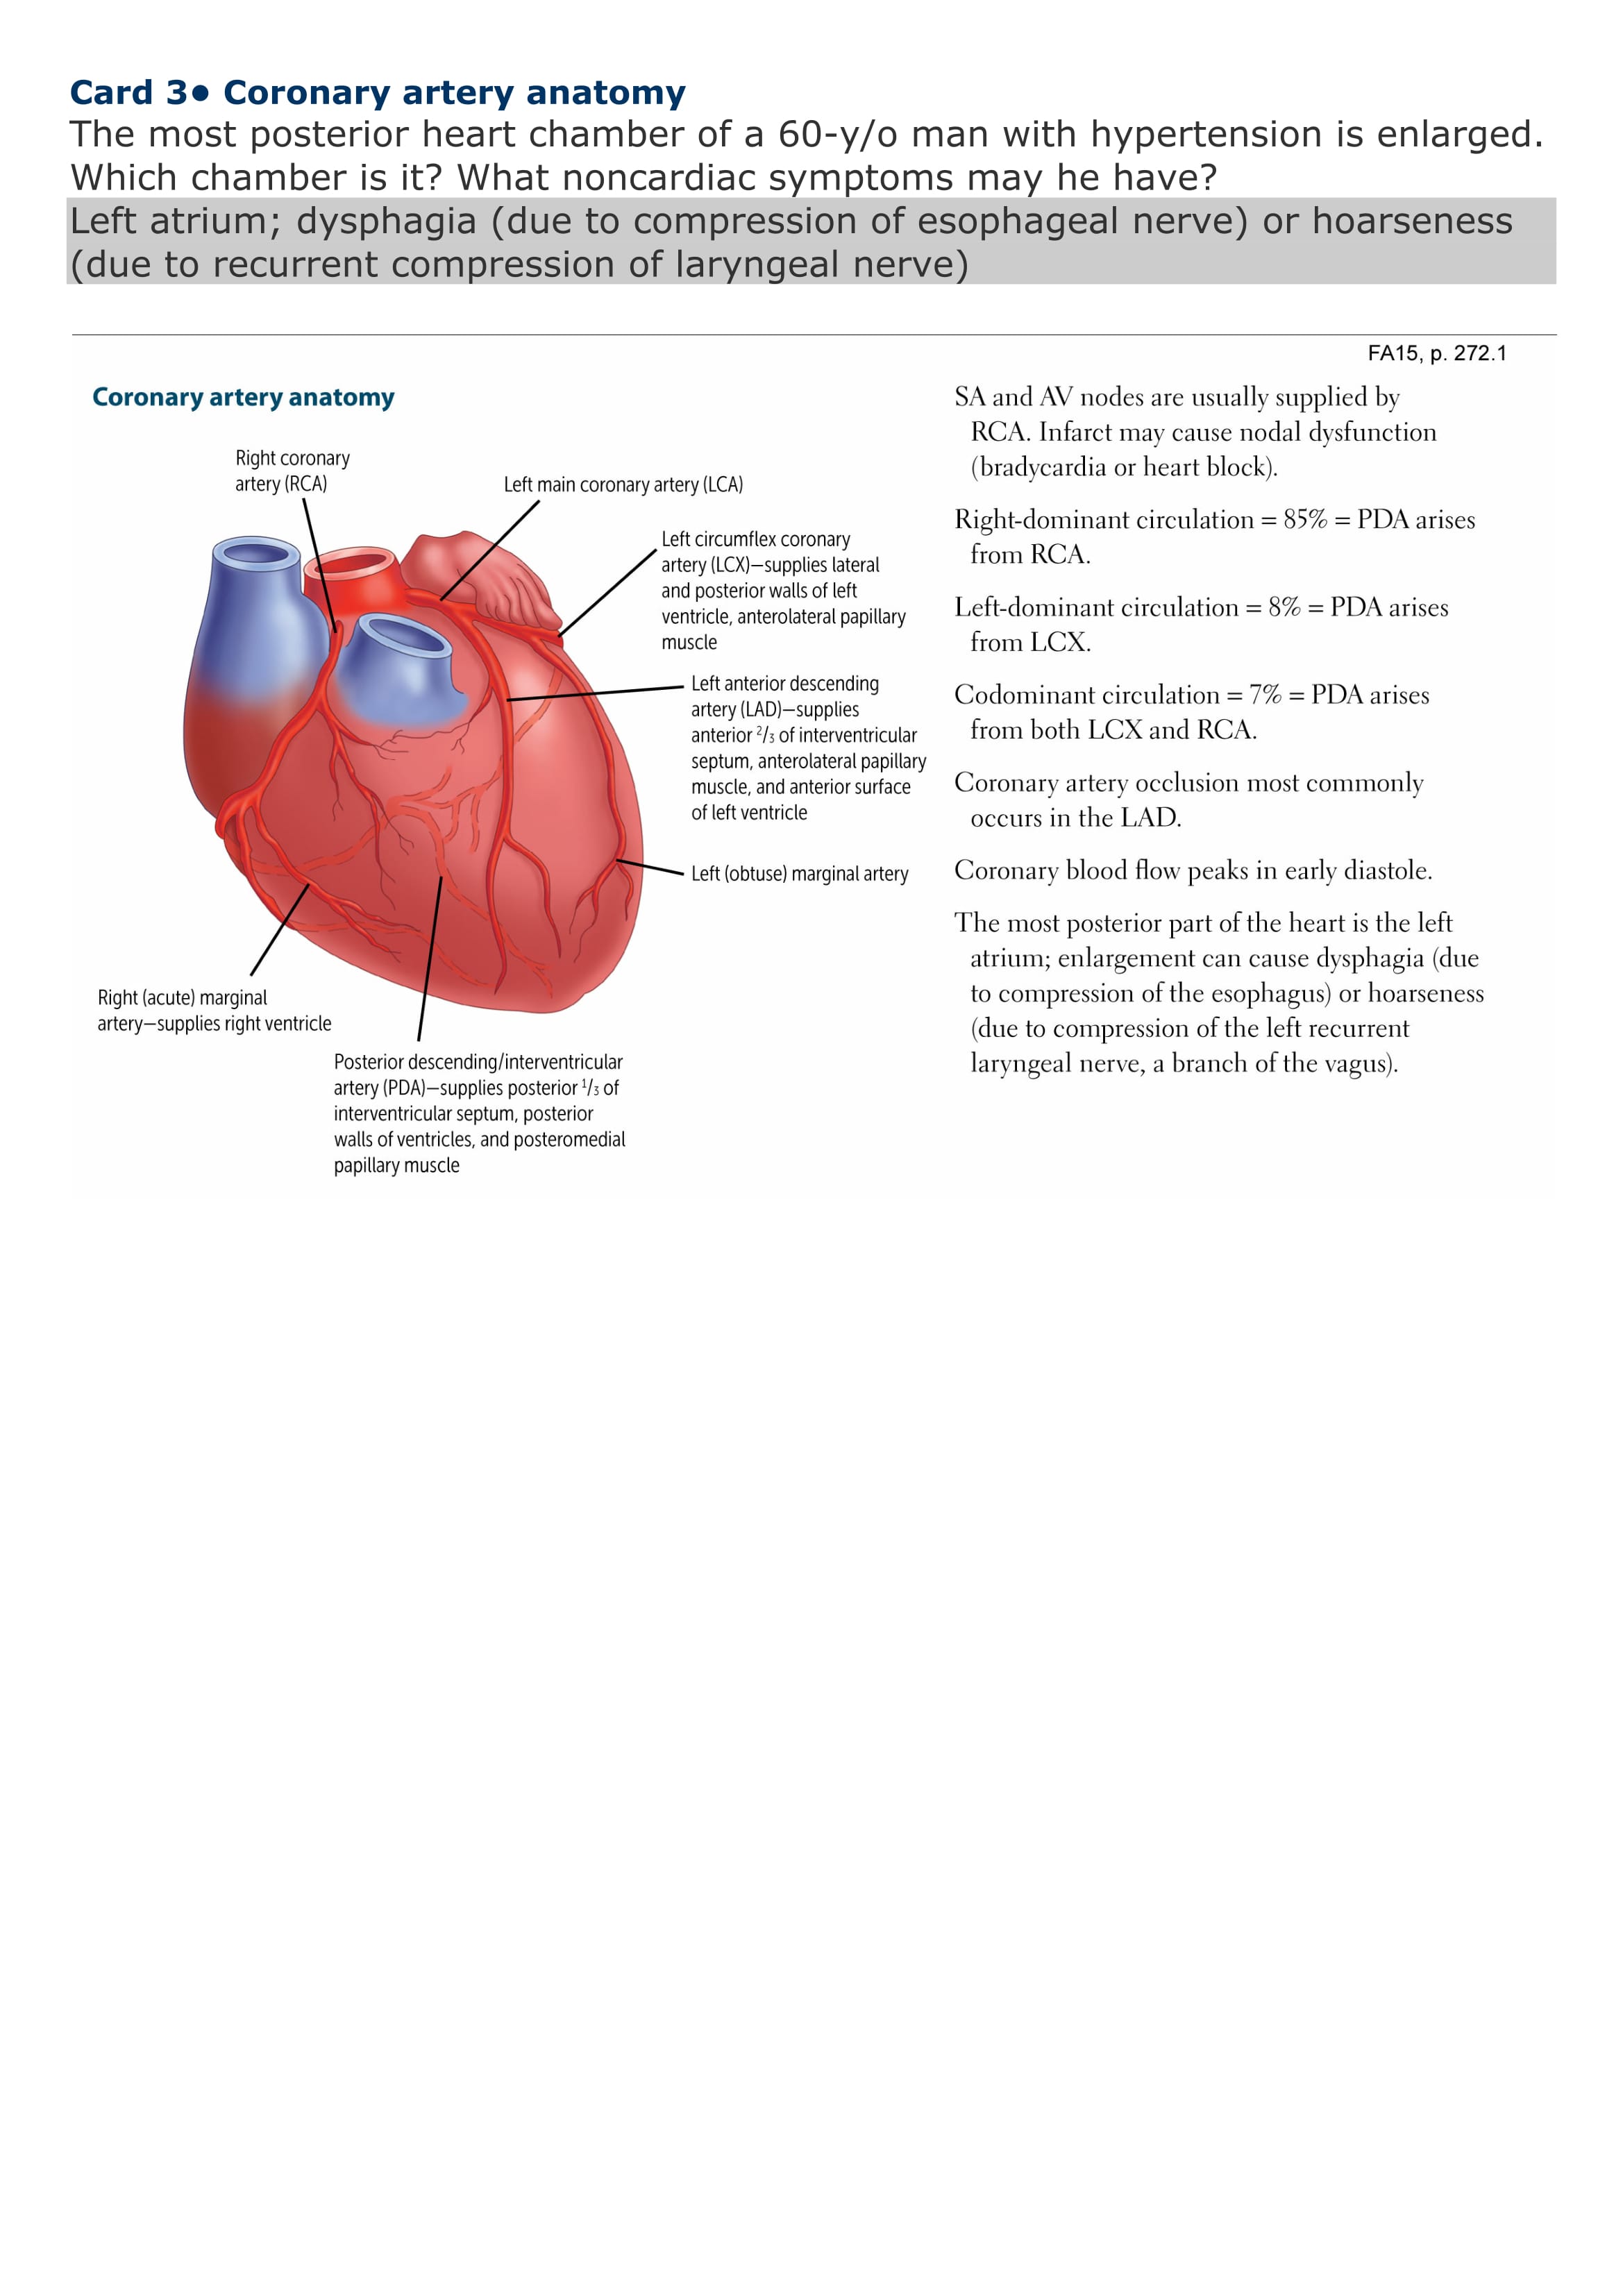 Card 3● Coronary artery anatomy
The most posterior heart chamber of a 60-y/o man with hypertension is enlarged.
Which chamber is it? What noncardiac symptoms may he have?
Left atrium; dysphagia (due to compression of esophageal nerve) or hoarseness
(due to recurrent compression of laryngeal nerve)
FA15, p. 272.1
Coronary artery anatomy
Right coronary
artery (RCA)
Left main coronary artery (LCA)
Left circumflex coronary
artery (LCX)—supplies lateral
and posterior walls of left
ventricle, anterolateral papillary
muscle
Left anterior descending
artery (LAD)—supplies
anterior 2/3 of interventricular
septum, anterolateral papillary
muscle, and anterior surface
of left ventricle
Left (obtuse) marginal artery
Right (acute) marginal
artery—supplies right ventricle
Posterior descending/interventricular
artery (PDA)—supplies posterior 1/3 of
interventricular septum, posterior
walls of ventricles, and posteromedial
papillary muscle
SA and AV nodes are usually supplied by
RCA. Infarct may cause nodal dysfunction
(bradycardia or heart block).
Right-dominant circulation = 85% = PDA arises
from RCA.
Left-dominant circulation = 8% = PDA arises
from LCX.
Codominant circulation = 7% = PDA arises
from both LCX and RCA.
Coronary artery occlusion most commonly
occurs in the LAD.
Coronary blood flow peaks in early diastole.
The most posterior part of the heart is the left
atrium; enlargement can cause dysphagia (due
to compression of the esophagus) or hoarseness
(due to compression of the left recurrent
laryngeal nerve, a branch of the vagus).